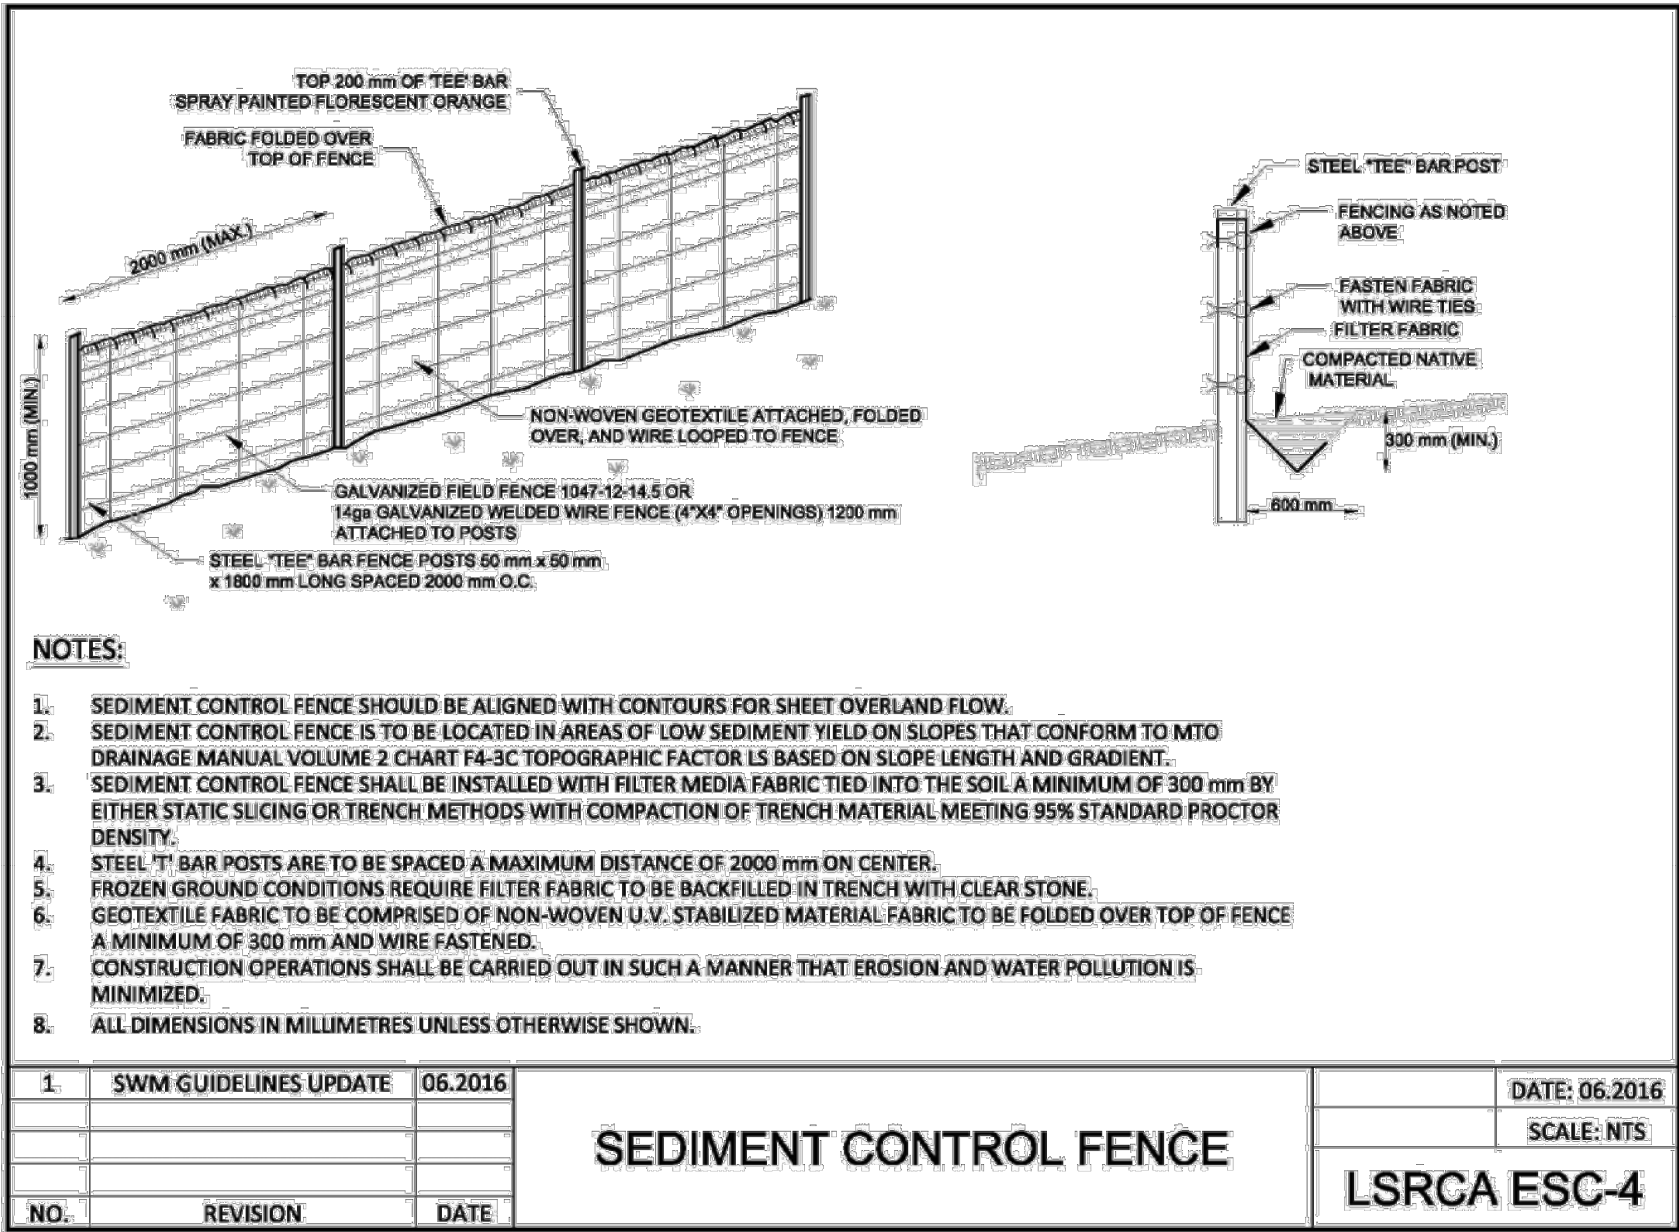 TOP 200 mm OF 'TEE' BAR
SPRAY PAINTED FLORESCENT ORANGE
FABRIC FOLDED OVER
TOP OF FENCE
2000 mm (MAX.)
1000 mm (MIN.)
NON-WOVEN GEOTEXTILE ATTACHED, FOLDED
OVER, AND WIRE LOOPED TO FENCE
GALVANIZED FIELD FENCE 1047-12-14.5 OR
14ga GALVANIZED WELDED WIRE FENCE (4"X4" OPENINGS) 1200 mm
ATTACHED TO POSTS
STEEL "TEE" BAR FENCE POSTS 50 mm x 50 mm
x 1800 mm LONG SPACED 2000 mm O.C.
STEEL "TEE" BAR POST
FENCING AS NOTED
ABOVE
FASTEN FABRIC
WITH WIRE TIES
FILTER FABRIC
COMPACTED NATIVE
MATERIAL
300 mm (MIN.)
600 mm
NOTES:
1. SEDIMENT CONTROL FENCE SHOULD BE ALIGNED WITH CONTOURS FOR SHEET OVERLAND FLOW.
2. SEDIMENT CONTROL FENCE IS TO BE LOCATED IN AREAS OF LOW SEDIMENT YIELD ON SLOPES THAT CONFORM TO MTO
DRAINAGE MANUAL VOLUME 2 CHART F4-3C TOPOGRAPHIC FACTOR LS BASED ON SLOPE LENGTH AND GRADIENT.
3. SEDIMENT CONTROL FENCE SHALL BE INSTALLED WITH FILTER MEDIA FABRIC TIED INTO THE SOIL A MINIMUM OF 300 mm BY
EITHER STATIC SLICING OR TRENCH METHODS WITH COMPACTION OF TRENCH MATERIAL MEETING 95% STANDARD PROCTOR
DENSITY.
4. STEEL 'T' BAR POSTS ARE TO BE SPACED A MAXIMUM DISTANCE OF 2000 mm ON CENTER.
5. FROZEN GROUND CONDITIONS REQUIRE FILTER FABRIC TO BE BACKFILLED IN TRENCH WITH CLEAR STONE.
6. GEOTEXTILE FABRIC TO BE COMPRISED OF NON-WOVEN U.V. STABILIZED MATERIAL FABRIC TO BE FOLDED OVER TOP OF FENCE
A MINIMUM OF 300 mm AND WIRE FASTENED.
7. CONSTRUCTION OPERATIONS SHALL BE CARRIED OUT IN SUCH A MANNER THAT EROSION AND WATER POLLUTION IS
MINIMIZED.
8. ALL DIMENSIONS IN MILLIMETRES UNLESS OTHERWISE SHOWN.
1 SWM GUIDELINES UPDATE 06.2016
NO. REVISION DATE
SEDIMENT CONTROL FENCE
DATE: 06.2016
SCALE: NTS
LSRCA ESC-4